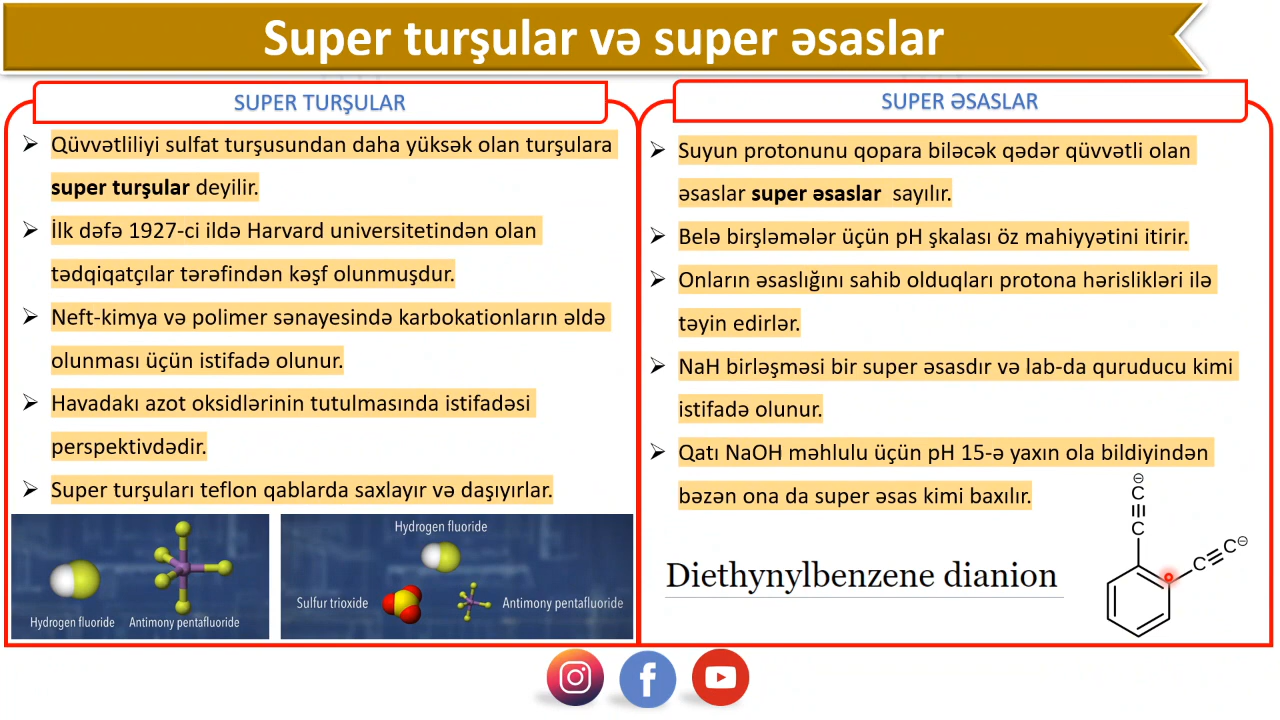 Super turşular və super əsaslar
SUPER TURŞULAR
Qüvvətliliyi sulfat turşusundan daha yüksək olan turşulara
super turşular deyilir.
İlk dəfə 1927-ci ildə Harvard universitetindən olan
tədqiqatçılar tərəfindən kəşf olunmuşdur.
Neft-kimya və polimer sənayesində karbokationların əldə
olunması üçün istifadə olunur.
Havadakı azot oksidlərinin tutulmasında istifadəsi
perspektivdədir.
Super turşuları teflon qablarda saxlayır və daşıyırlar.
Hydrogen fluoride
Antimony pentafluoride
Hydrogen fluoride
Sulfur trioxide
Antimony pentafluoride
SUPER ƏSASLAR
Suyun protonunu qopara biləcək qədər qüvvətli olan
əsaslar super əsaslar sayılır.
Belə birşləmələr üçün pH şkalası öz mahiyyətini itirir.
Onların əsaslığını sahib olduqları protona hərislikləri ilə
təyin edirlər.
NaH birləşməsi bir super əsasdır və lab-da quruducu kimi
istifadə olunur.
Qatı NaOH məhlulu üçün pH 15-ə yaxın ola bildiyindən
bəzən ona da super əsas kimi baxılır.
Diethynylbenzene dianion
⊖
C
C
C≡C⊖